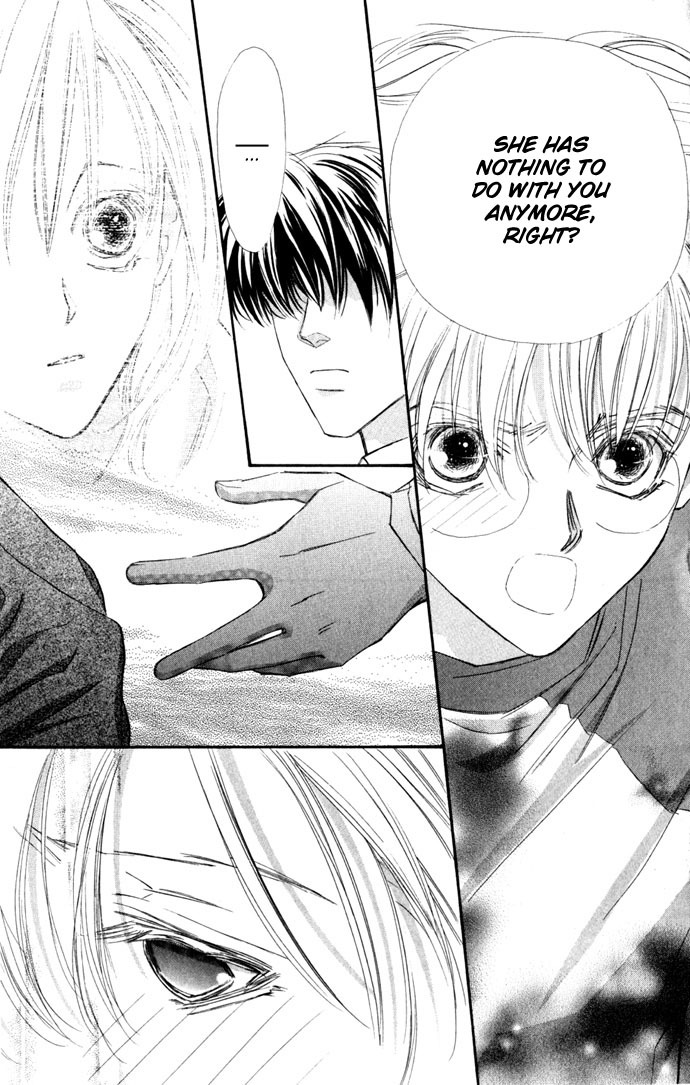 SHE HAS
NOTHING TO
DO WITH YOU
ANYMORE,
RIGHT?
—
...